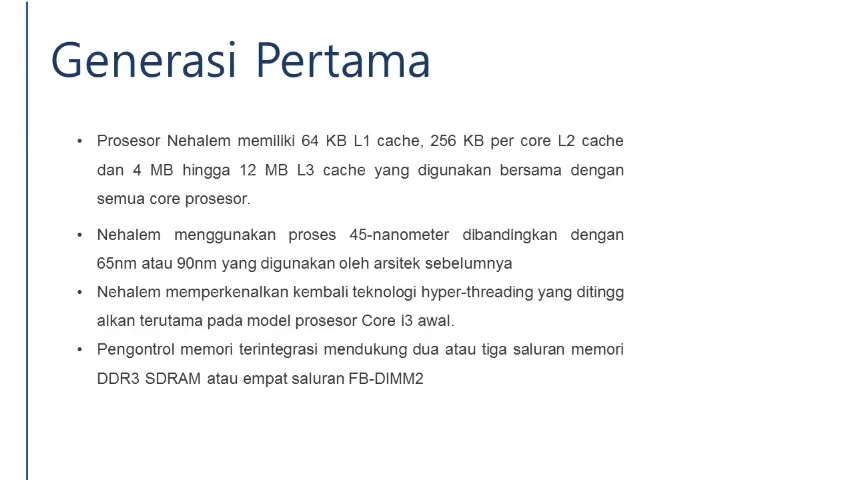 Generasi Pertama
• Prosesor Nehalem memiliki 64 KB L1 cache, 256 KB per core L2 cache
dan 4 MB hingga 12 MB L3 cache yang digunakan bersama dengan
semua core prosesor.
• Nehalem menggunakan proses 45-nanometer dibandingkan dengan
65nm atau 90nm yang digunakan oleh arsitek sebelumnya
• Nehalem memperkenalkan kembali teknologi hyper-threading yang ditingg
alkan terutama pada model prosesor Core i3 awal.
• Pengontrol memori terintegrasi mendukung dua atau tiga saluran memori
DDR3 SDRAM atau empat saluran FB-DIMM2